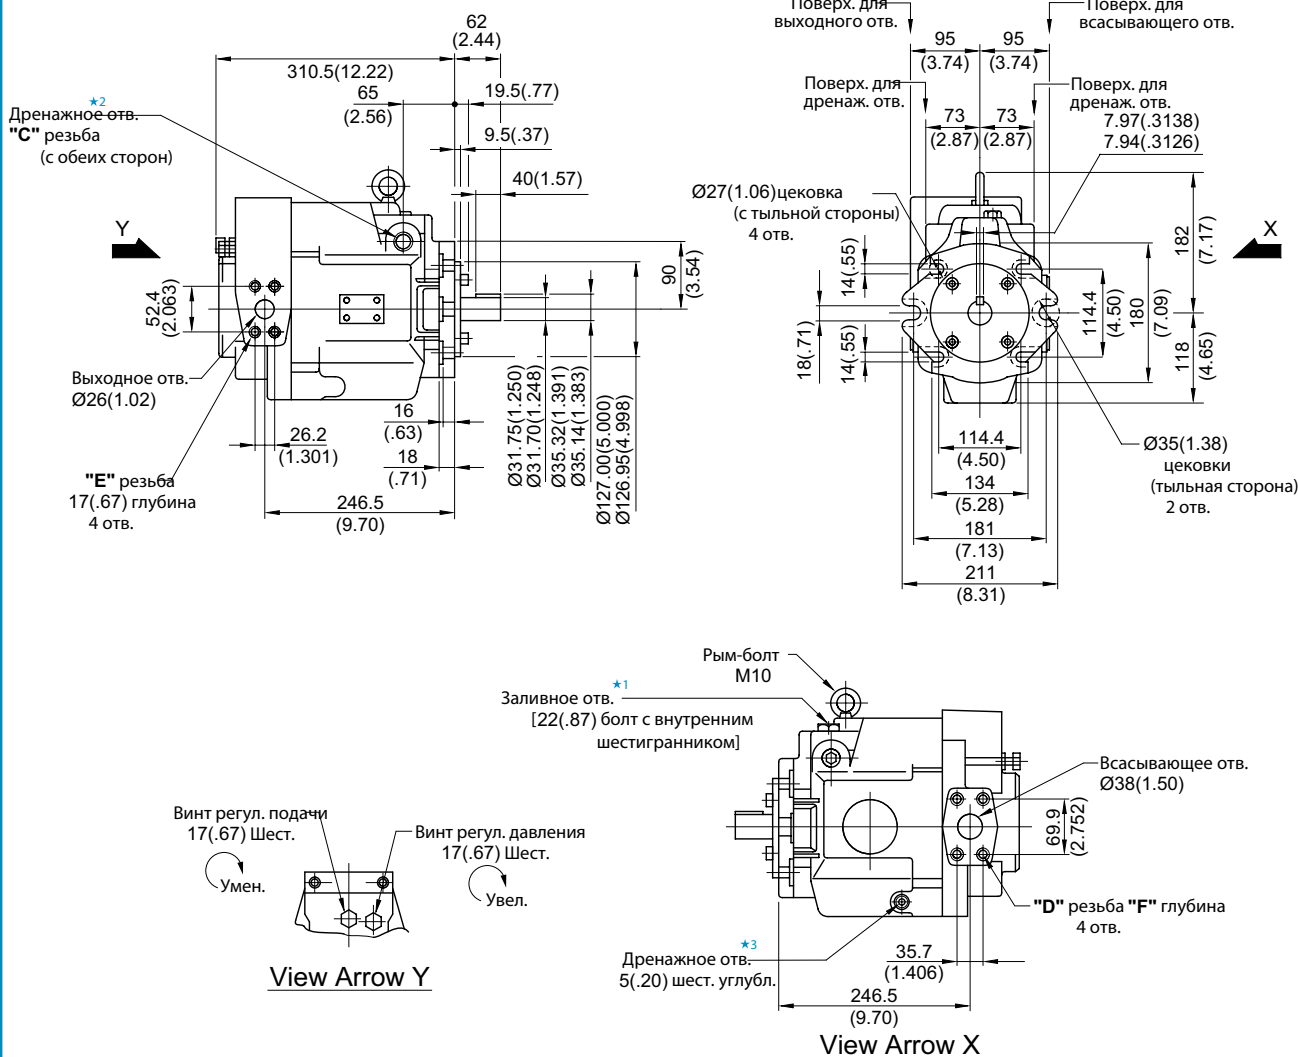 62
(2.44)
310.5(12.22)
65
(2.56)
19.5(.77)
9.5(.37)
40(1.57)
★2
Дренажное отв.
"C" резьба
(с обеих сторон)
Y
52.4
(2.063)
90
(3.54)
Выходное отв.
Ø26(1.02)
26.2
(1.031)
"E" резьба
17(.67) глубина
4 отв.
16
(.63)
18
(.71)
246.5
(9.70)
Ø31.75(1.250)
Ø31.70(1.248)
Ø35.32(1.391)
Ø35.14(1.383)
Ø127.00(5.000)
Ø126.95(4.998)
Поверх. для
выходного отв.
Поверх. для
всасывающего отв.
95
(3.74)
95
(3.74)
Поверх. для
дренаж. отв.
Поверх. для
дренаж. отв.
73
(2.87)
73
(2.87)
7.97(.3138)
7.94(.3126)
Ø27(1.06)цековка
(с тыльной стороны)
4 отв.
14(.55)
18(.71)
14(.55)
114.4
(4.50)
180
(7.09)
182
(7.17)
118
(4.65)
X
114.4
(4.50)
134
(5.28)
181
(7.13)
211
(8.31)
Ø35(1.38)
цековки
(тыльная сторона)
2 отв.
Рым-болт
M10
★1
Заливное отв.
[22(.87) болт с внутренним
шестигранником]
Всасывающее отв.
Ø38(1.50)
69.9
(2.752)
"D" резьба "F" глубина
4 отв.
★3
Дренажное отв.
5(.20) шест. углубл.
35.7
(1.406)
246.5
(9.70)
View Arrow X
Винт регул. подачи
17(.67) Шест.
Умен.
Винт регул. давления
17(.67) Шест.
Увел.
View Arrow Y